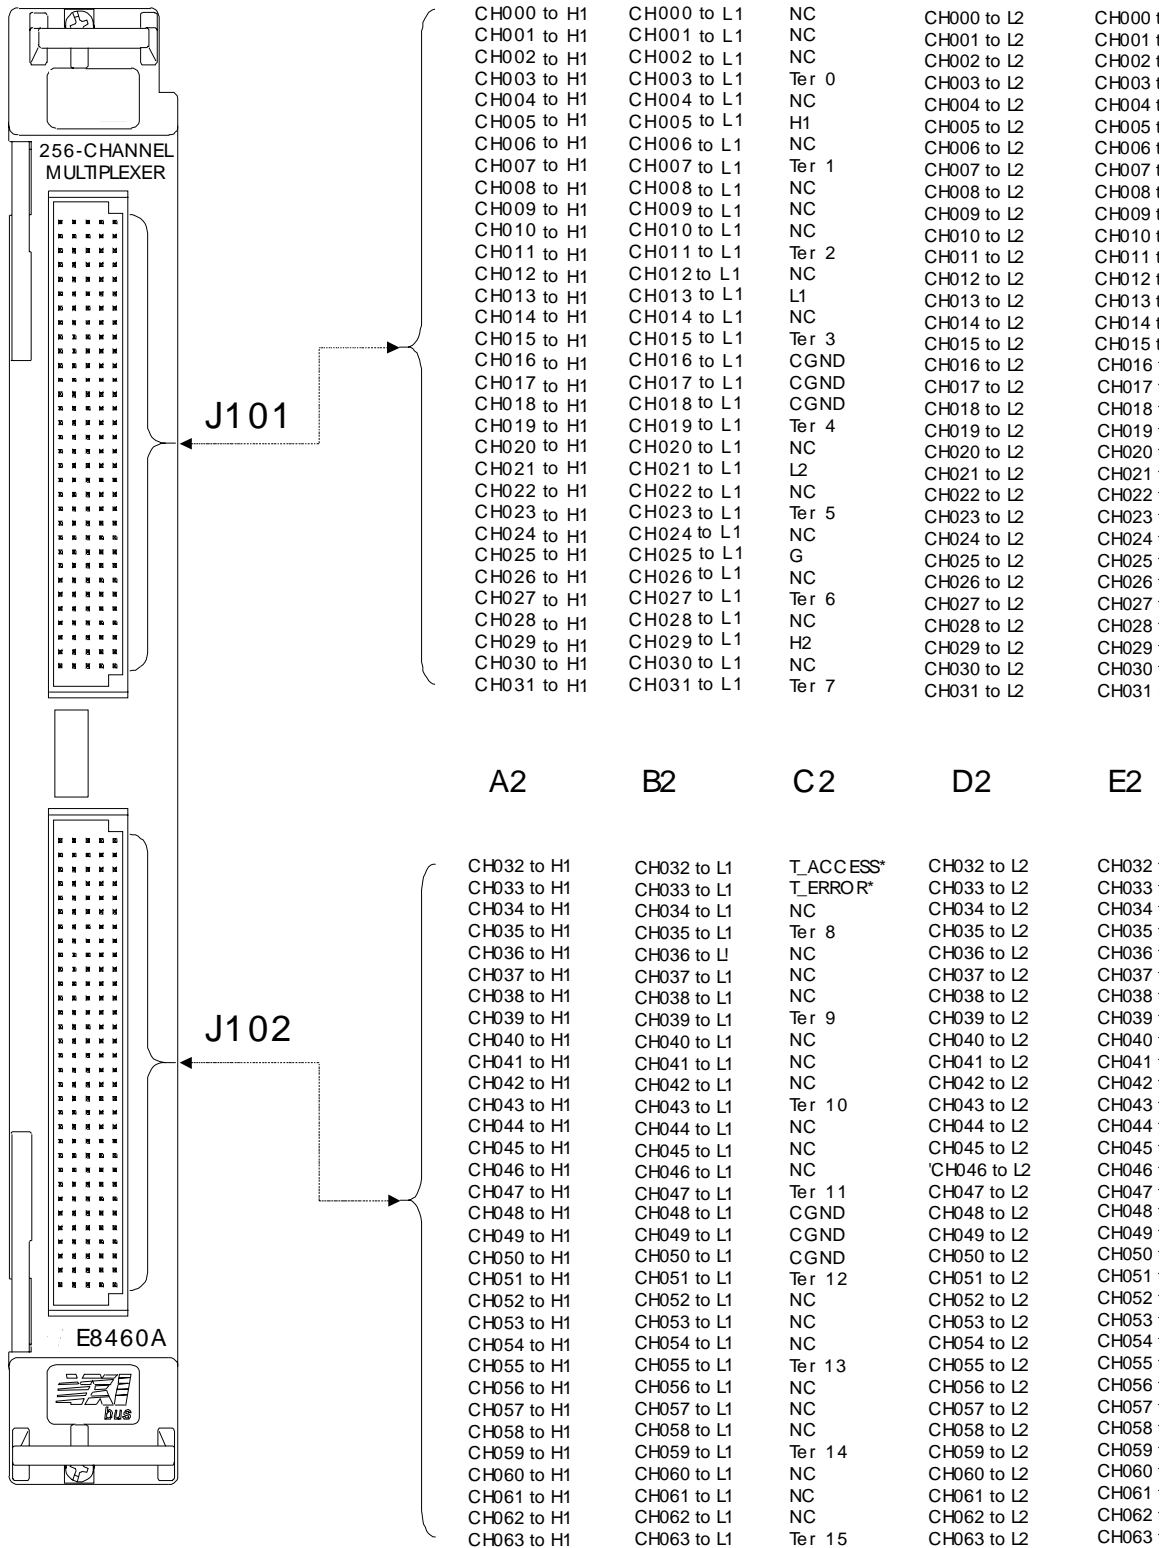 CH000 to H1 CH000 to L1 NC CH000 to L2 CH000
CH001 to H1 CH001 to L1 NC CH001 to L2 CH001
CH002 to H1 CH002 to L1 NC CH002 to L2 CH002
CH003 to H1 CH003 to L1 Ter 0 CH003 to L2 CH003
CH004 to H1 CH004 to L1 NC CH004 to L2 CH004
CH005 to H1 CH005 to L1 H1 CH005 to L2 CH005
CH006 to H1 CH006 to L1 NC CH006 to L2 CH006
CH007 to H1 CH007 to L1 Ter 1 CH007 to L2 CH007
CH008 to H1 CH008 to L1 NC CH008 to L2 CH008
CH009 to H1 CH009 to L1 NC CH009 to L2 CH009
CH010 to H1 CH010 to L1 NC CH010 to L2 CH010
CH011 to H1 CH011 to L1 Ter 2 CH011 to L2 CH011
CH012 to H1 CH012 to L1 NC CH012 to L2 CH012
CH013 to H1 CH013 to L1 L1 CH013 to L2 CH013
CH014 to H1 CH014 to L1 NC CH014 to L2 CH014
CH015 to H1 CH015 to L1 Ter 3 CH015 to L2 CH015
CH016 to H1 CH016 to L1 CGND CH016 to L2 CH016
CH017 to H1 CH017 to L1 CGND CH017 to L2 CH017
CH018 to H1 CH018 to L1 CGND CH018 to L2 CH018
CH019 to H1 CH019 to L1 Ter 4 CH019 to L2 CH019
CH020 to H1 CH020 to L1 NC CH020 to L2 CH020
CH021 to H1 CH021 to L1 L2 CH021 to L2 CH021
CH022 to H1 CH022 to L1 NC CH022 to L2 CH022
CH023 to H1 CH023 to L1 Ter 5 CH023 to L2 CH023
CH024 to H1 CH024 to L1 NC CH024 to L2 CH024
CH025 to H1 CH025 to L1 G CH025 to L2 CH025
CH026 to H1 CH026 to L1 NC CH026 to L2 CH026
CH027 to H1 CH027 to L1 Ter 6 CH027 to L2 CH027
CH028 to H1 CH028 to L1 NC CH028 to L2 CH028
CH029 to H1 CH029 to L1 H2 CH029 to L2 CH029
CH030 to H1 CH030 to L1 NC CH030 to L2 CH030
CH031 to H1 CH031 to L1 Ter 7 CH031 to L2 CH031
256-CHANNEL
MULTIPLEXER
J101
A2 B2 C2 D2 E2
CH032 to H1 CH032 to L1 T_ACCESS* CH032 to L2 CH032
CH033 to H1 CH033 to L1 T_ERROR* CH033 to L2 CH033
CH034 to H1 CH034 to L1 NC CH034 to L2 CH034
CH035 to H1 CH035 to L1 Ter 8 CH035 to L2 CH035
CH036 to H1 CH036 to L! NC CH036 to L2 CH036
CH037 to H1 CH037 to L1 NC CH037 to L2 CH037
CH038 to H1 CH038 to L1 NC CH038 to L2 CH038
CH039 to H1 CH039 to L1 Ter 9 CH039 to L2 CH039
CH040 to H1 CH040 to L1 NC CH040 to L2 CH040
CH041 to H1 CH041 to L1 NC CH041 to L2 CH041
CH042 to H1 CH042 to L1 NC CH042 to L2 CH042
CH043 to H1 CH043 to L1 Ter 10 CH043 to L2 CH043
CH044 to H1 CH044 to L1 NC CH044 to L2 CH044
CH045 to H1 CH045 to L1 NC CH045 to L2 CH045
CH046 to H1 CH046 to L1 NC 'CH046 to L2 CH046
CH047 to H1 CH047 to L1 Ter 11 CH047 to L2 CH047
CH048 to H1 CH048 to L1 CGND CH048 to L2 CH048
CH049 to H1 CH049 to L1 CGND CH049 to L2 CH049
CH050 to H1 CH050 to L1 CGND CH050 to L2 CH050
CH051 to H1 CH051 to L1 Ter 12 CH051 to L2 CH051
CH052 to H1 CH052 to L1 NC CH052 to L2 CH052
CH053 to H1 CH053 to L1 NC CH053 to L2 CH053
CH054 to H1 CH054 to L1 NC CH054 to L2 CH054
CH055 to H1 CH055 to L1 Ter 13 CH055 to L2 CH055
CH056 to H1 CH056 to L1 NC CH056 to L2 CH056
CH057 to H1 CH057 to L1 NC CH057 to L2 CH057
CH058 to H1 CH058 to L1 NC CH058 to L2 CH058
CH059 to H1 CH059 to L1 Ter 14 CH059 to L2 CH059
CH060 to H1 CH060 to L1 NC CH060 to L2 CH060
CH061 to H1 CH061 to L1 NC CH061 to L2 CH061
CH062 to H1 CH062 to L1 NC CH062 to L2 CH062
CH063 to H1 CH063 to L1 Ter 15 CH063 to L2 CH063
J102
E8460A
VXI
bus